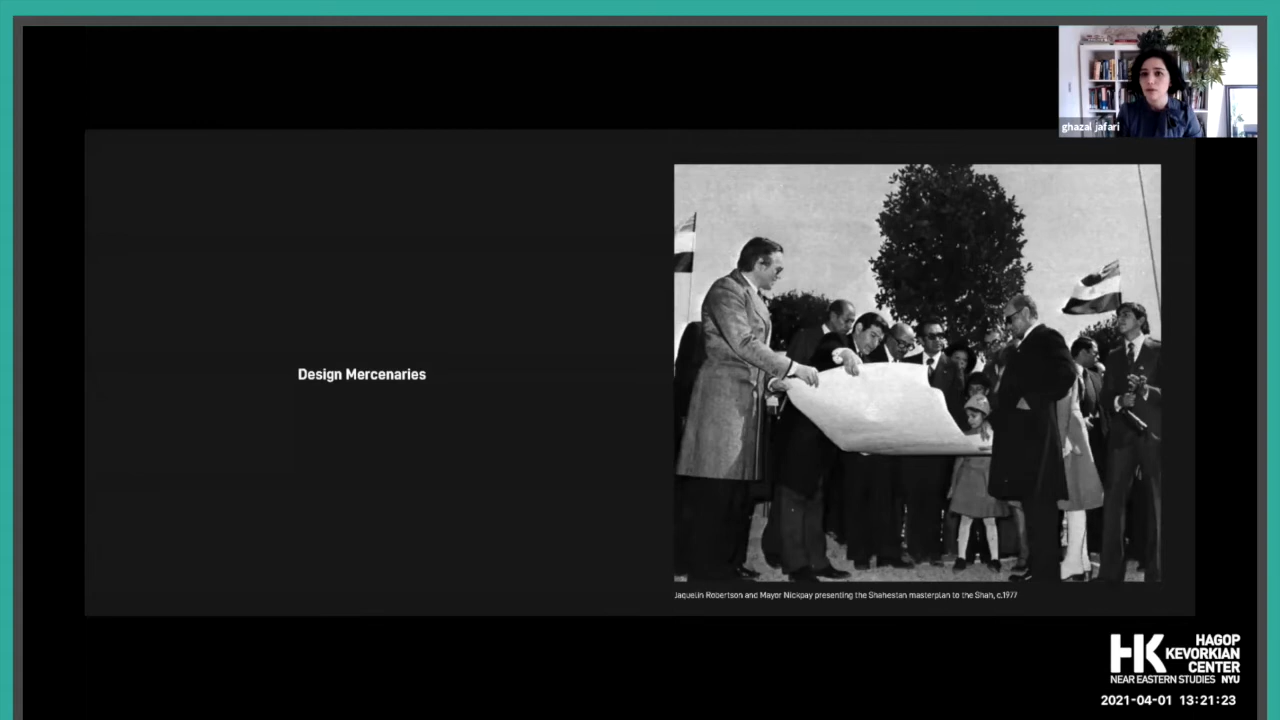 ghazal jafari
Design Mercenaries
Jaquelin Robertson and Mayor Nickpay presenting the Shahestan masterplan to the Shah, c.1977
HK
HAGOP
KEVORKIAN
CENTER
NEAR EASTERN STUDIES NYU
2021-04-01 13:21:23